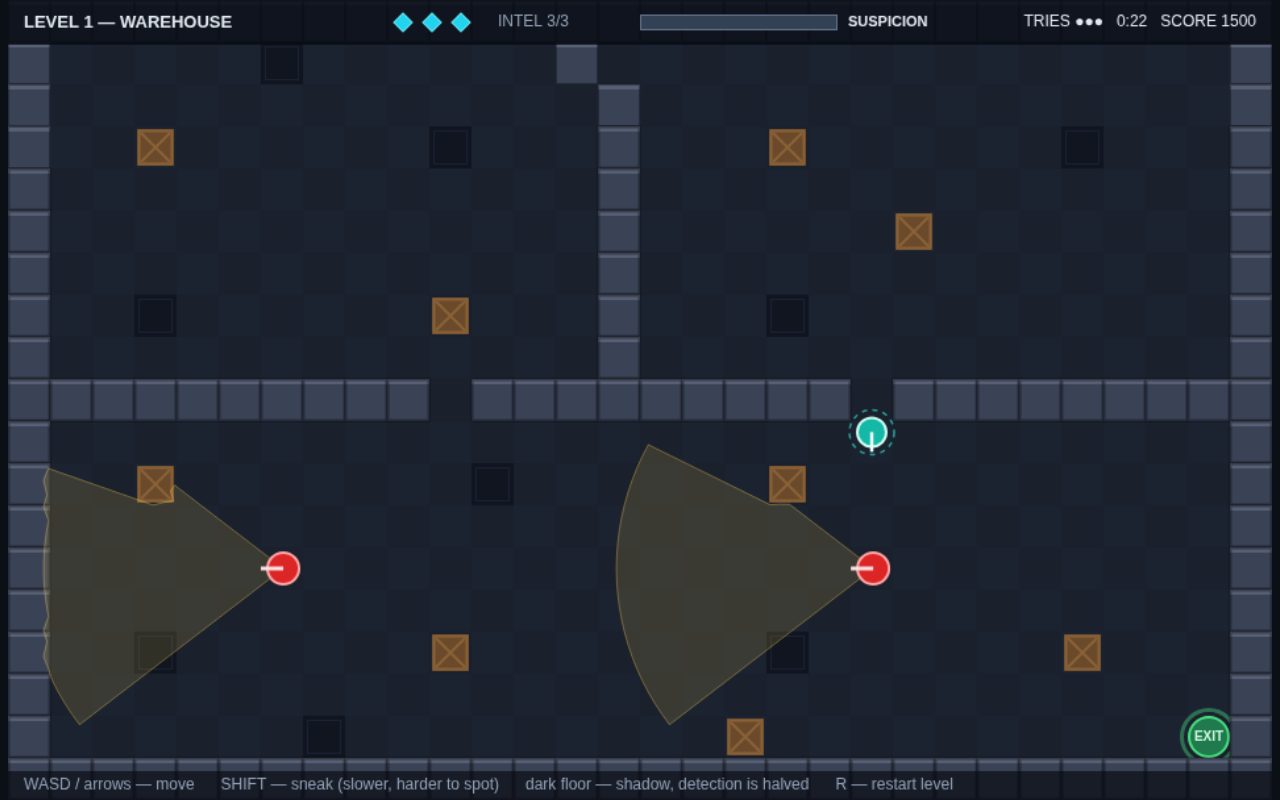 LEVEL 1 — WAREHOUSE
INTEL 3/3
SUSPICION
TRIES ●●● 0:22 SCORE 1500
EXIT
WASD / arrows — move SHIFT — sneak (slower, harder to spot) dark floor — shadow, detection is halved R — restart level